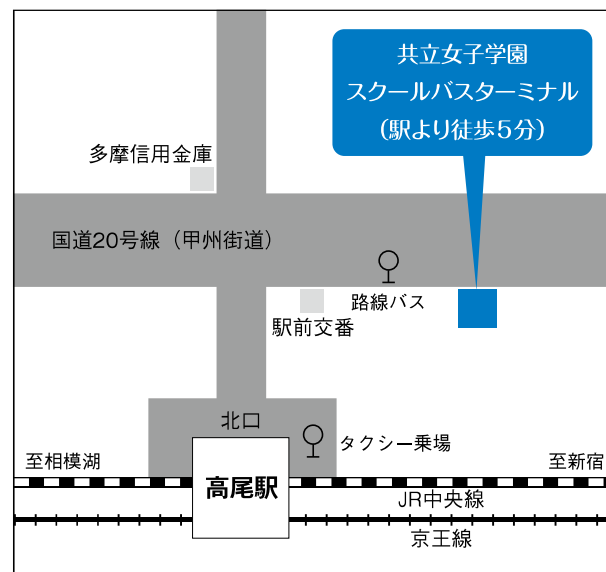 共立女子学園
スクールバスターミナル
（駅より徒歩5分）
多摩信用金庫
国道20号線（甲州街道）
路線バス
駅前交番
北口
タクシー乗場
至相模湖
至新宿
高尾駅
JR中央線
京王線